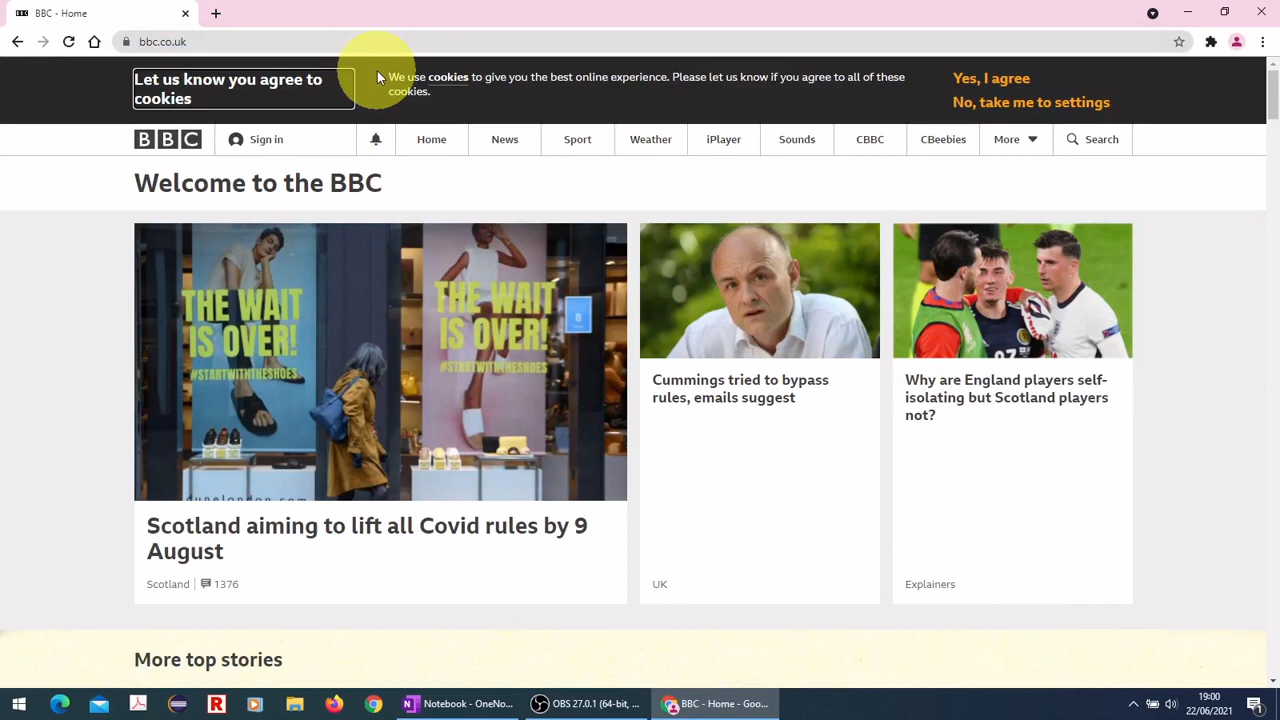 BBC - Home
bbc.co.uk
Let us know you agree to
cookies
We use cookies to give you the best online experience. Please let us know if you agree to all of these
cookies.
Yes, I agree
No, take me to settings
BBC
Sign in
Home
News
Sport
Weather
iPlayer
Sounds
CBBC
CBeebies
More
Search
Welcome to the BBC
THE WAIT
IS OVER!
#STARTWITHTHESHOES
THE WAIT
IS OVER!
#STARTWITHTHESHOES
8
dunelondon.com
Scotland aiming to lift all Covid rules by 9
August
Scotland
1376
Cummings tried to bypass
rules, emails suggest
UK
Why are England players self-
isolating but Scotland players
not?
Explainers
More top stories
Notebook - OneNo...
OBS 27.0.1 (64-bit, ...
BBC - Home - Goo...
19:00
22/06/2021